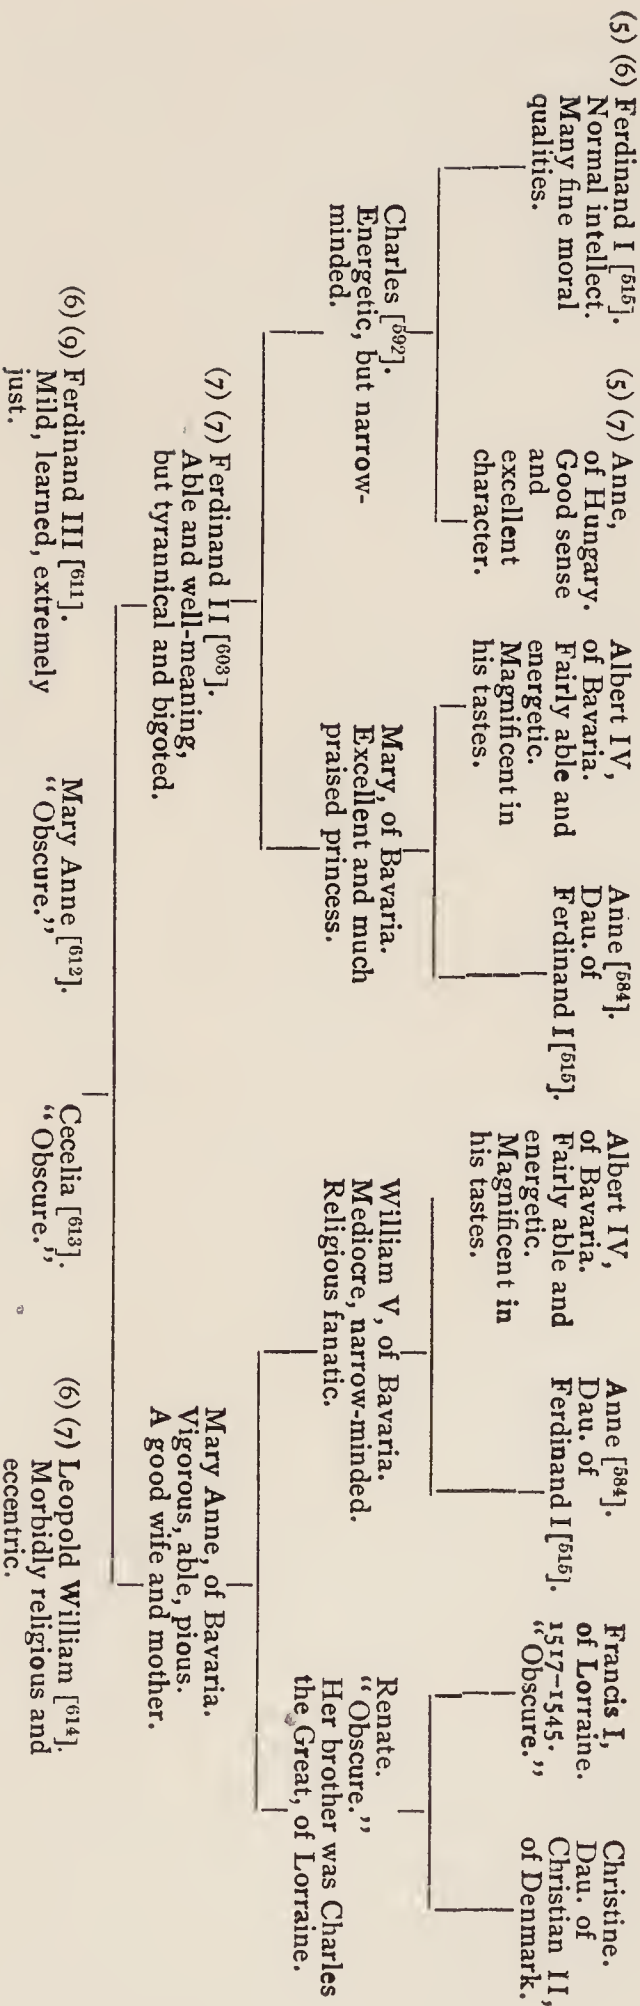 (5) (6) Ferdinand I [515].
Normal intellect.
Many fine moral
qualities.
(5) (7) Anne,
of Hungary.
Good sense
and
excellent
character.
Albert IV,
of Bavaria.
Fairly able and
energetic.
Magnificent in
his tastes.
Anne [584].
Dau. of
Ferdinand I [515].
Albert IV,
of Bavaria.
Fairly able and
energetic.
Magnificent in
his tastes.
Anne [584].
Dau. of
Ferdinand I [515].
Francis I,
of Lorraine.
1517-1545.
"Obscure."
Christine.
Dau. of
Christian II,
of Denmark.
Charles [592].
Energetic, but narrow-
minded.
Mary, of Bavaria.
Excellent and much
praised princess.
William V, of Bavaria.
Mediocre, narrow-minded.
Religious fanatic.
Renate.
"Obscure."
Her brother was Charles
the Great, of Lorraine.
(7) (7) Ferdinand II [603].
Able and well-meaning,
but tyrannical and bigoted.
Mary Anne, of Bavaria.
Vigorous, able, pious.
A good wife and mother.
(6) (9) Ferdinand III [611].
Mild, learned, extremely
just.
Mary Anne [612].
"Obscure."
Cecelia [613].
"Obscure."
(6) (7) Leopold William [614].
Morbidly religious and
eccentric.